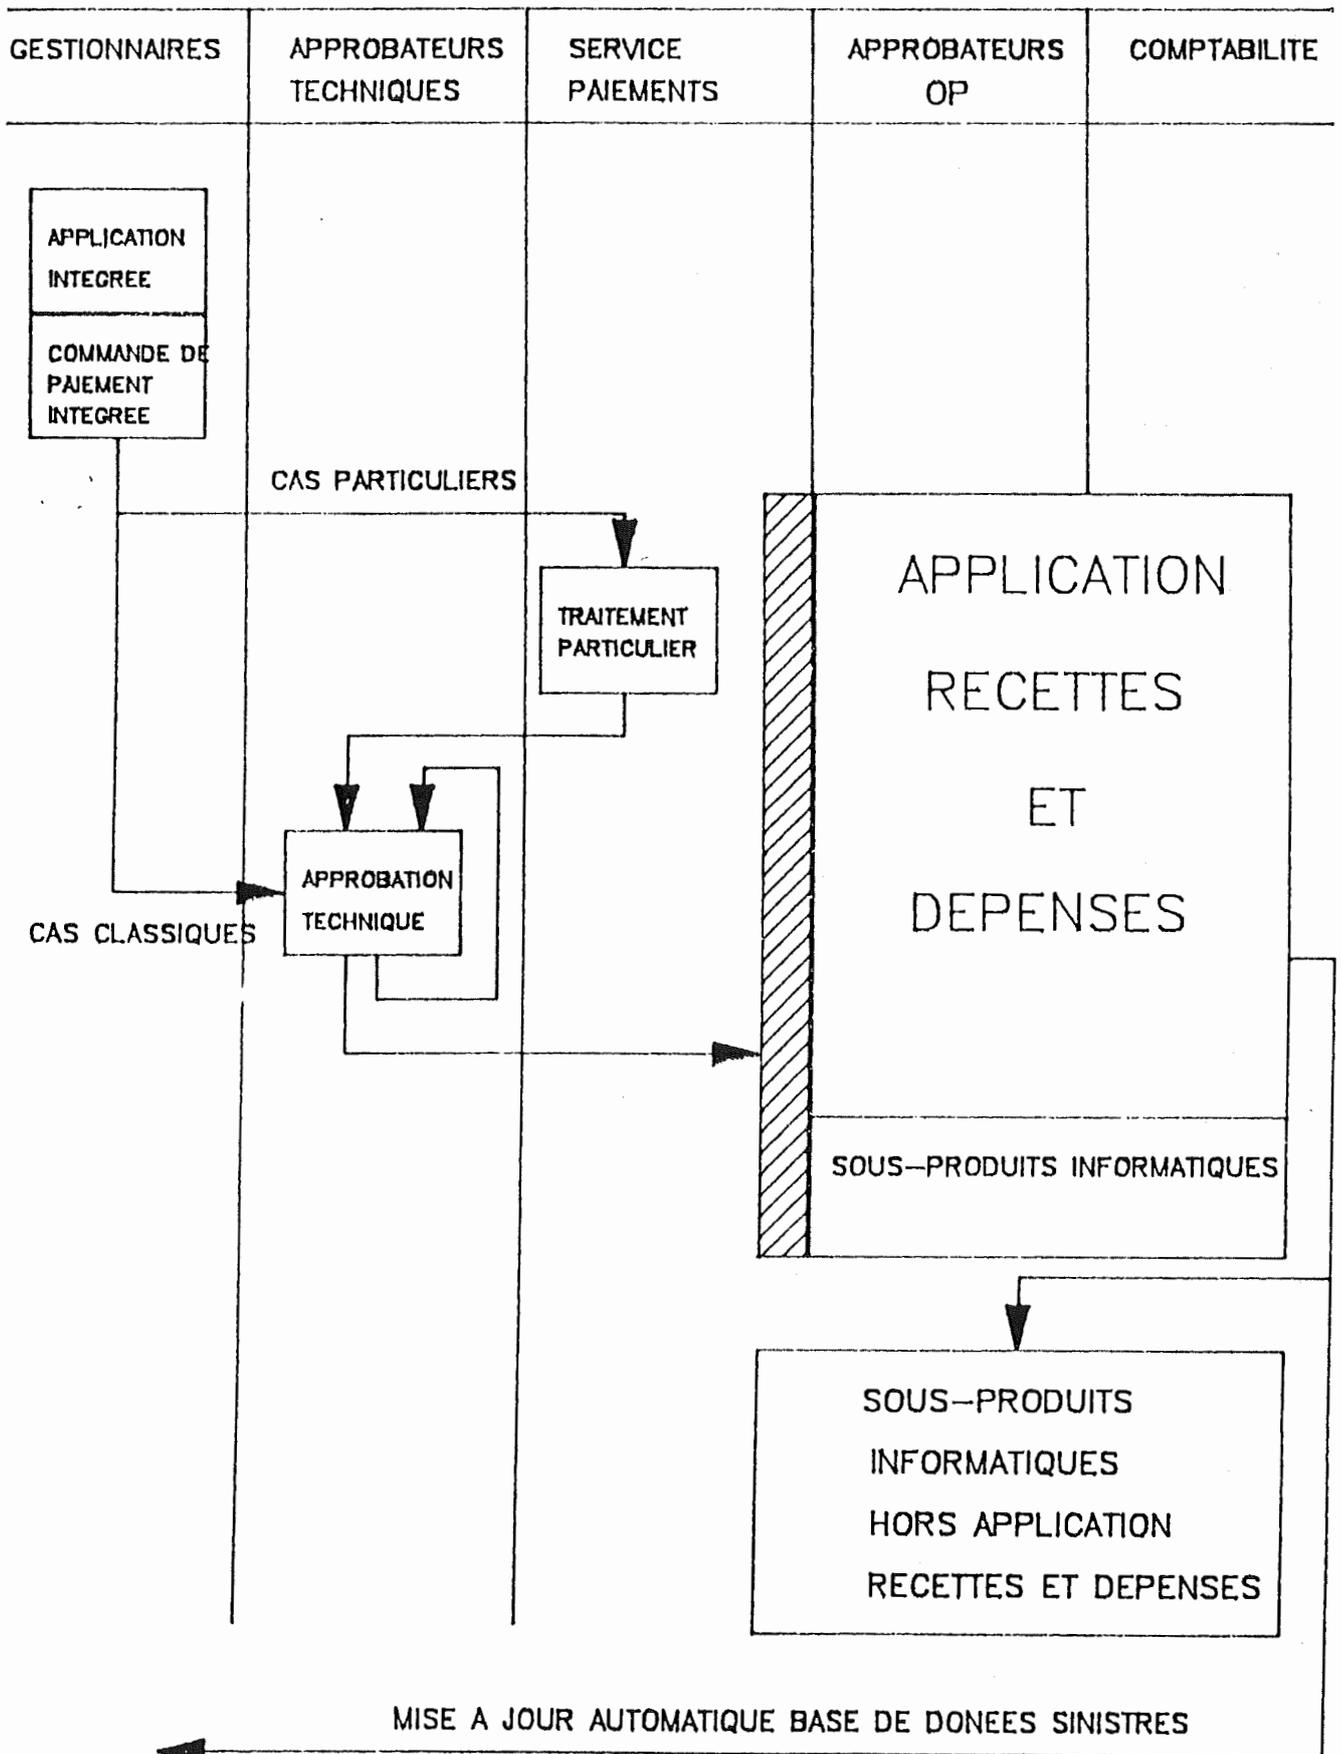 GESTIONNAIRES
APPROBATEURS
TECHNIQUES
SERVICE
PAIEMENTS
APPROBATEURS
OP
COMPTABILITE
APPLICATION
INTEGREE
COMMANDE DE
PAIEMENT
INTEGREE
CAS PARTICULIERS
TRAITEMENT
PARTICULIER
APPROBATION
TECHNIQUE
CAS CLASSIQUES
APPLICATION
RECETTES
ET
DEPENSES
SOUS-PRODUITS INFORMATIQUES
SOUS-PRODUITS
INFORMATIQUES
HORS APPLICATION
RECETTES ET DEPENSES
MISE A JOUR AUTOMATIQUE BASE DE DONEES SINISTRES